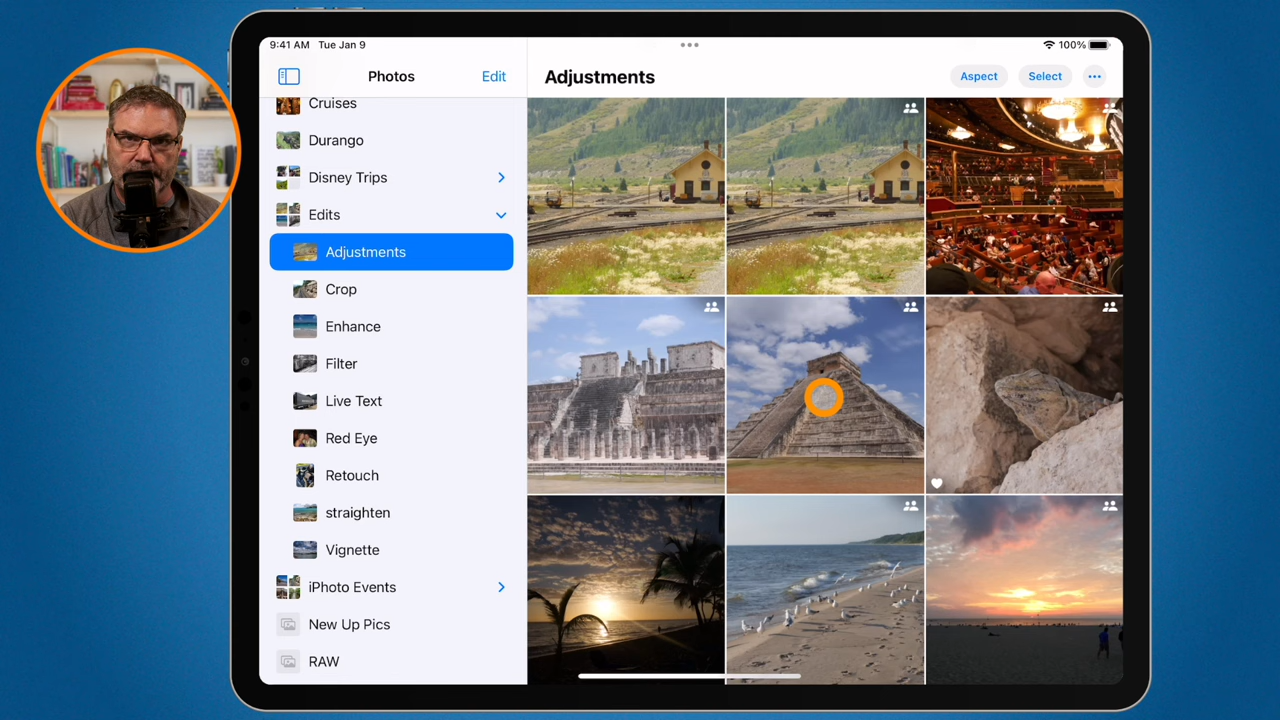 9:41 AM Tue Jan 9
100%
Photos
Edit
Adjustments
Aspect
Select
Cruises
Durango
Disney Trips
Edits
Adjustments
Crop
Enhance
Filter
Live Text
Red Eye
Retouch
straighten
Vignette
iPhoto Events
New Up Pics
RAW